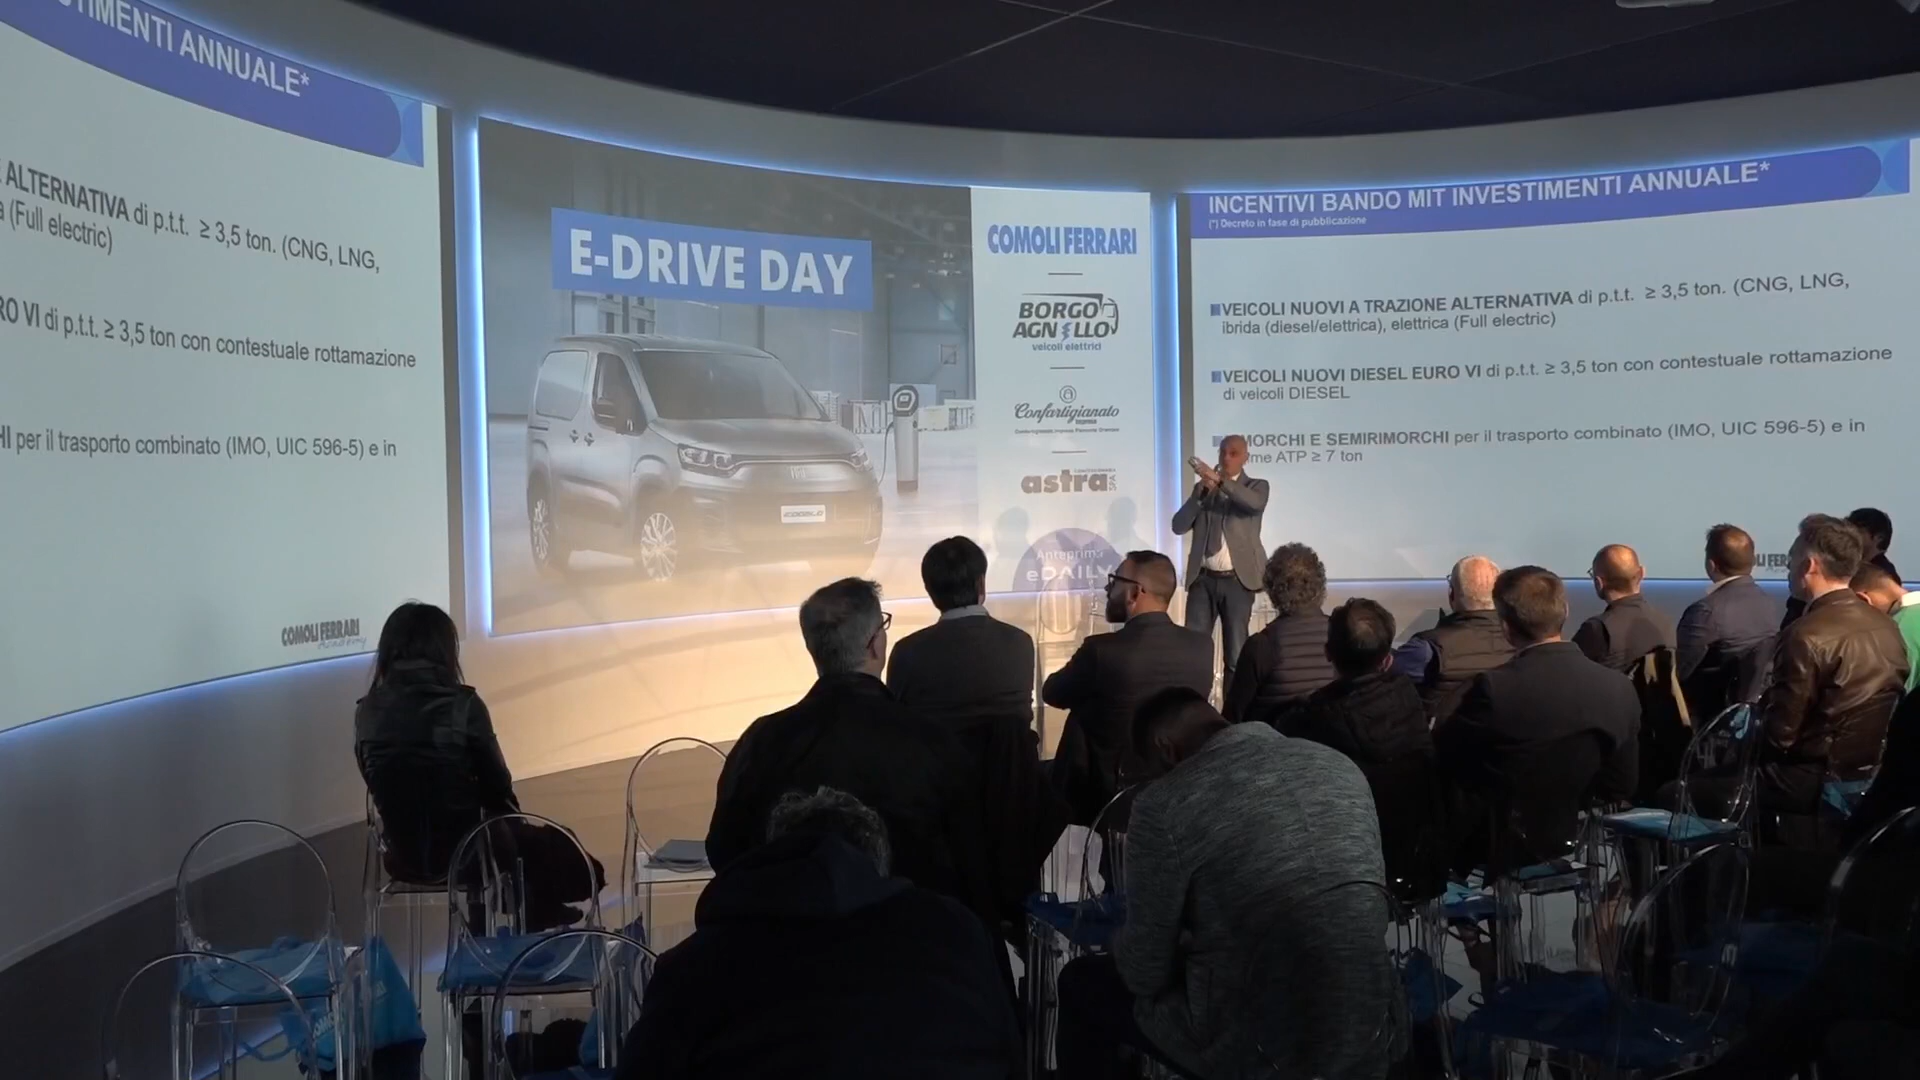 STIMENTI ANNUALE*
ALTERNATIVA di p.t.t. ≥ 3,5 ton. (CNG, LNG,
a (Full electric)
RO VI di p.t.t. ≥ 3,5 ton con contestuale rottamazione
HI per il trasporto combinato (IMO, UIC 596-5) e in
COMOLI FERRARI
Academy
E-DRIVE DAY
COMOLI FERRARI
BORGO
AGNELLO
veicoli elettrici
Confartigianato
Imprese
astra
SPA
Anteprima
eDAILY
INCENTIVI BANDO MIT INVESTIMENTI ANNUALE*
(*) Decreto in fase di pubblicazione
VEICOLI NUOVI A TRAZIONE ALTERNATIVA di p.t.t. ≥ 3,5 ton. (CNG, LNG,
ibrida (diesel/elettrica), elettrica (Full electric)
VEICOLI NUOVI DIESEL EURO VI di p.t.t. ≥ 3,5 ton con contestuale rottamazione
di veicoli DIESEL
MORCHI E SEMIRIMORCHI per il trasporto combinato (IMO, UIC 596-5) e in
me ATP ≥ 7 ton